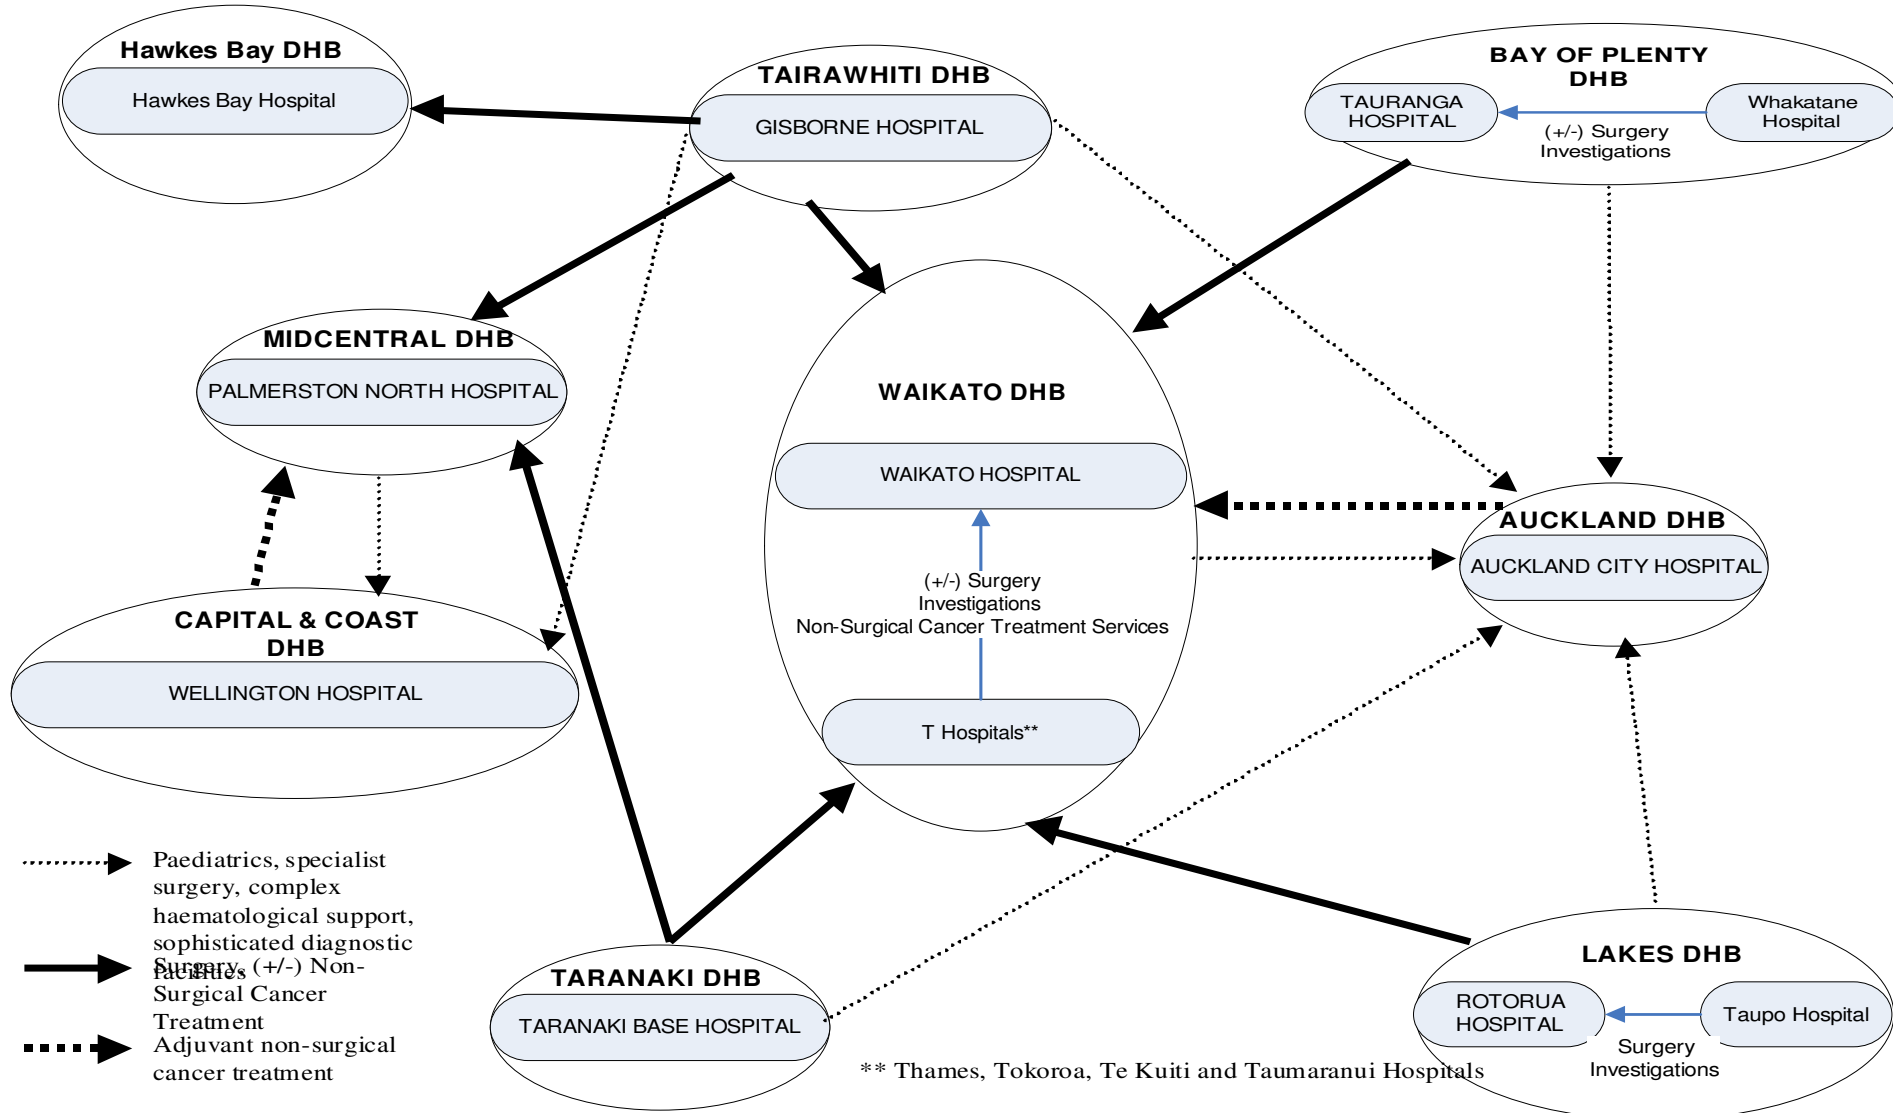 Hawkes Bay DHB
Hawkes Bay Hospital
TAIRAWHITI DHB
GISBORNE HOSPITAL
BAY OF PLENTY
DHB
TAURANGA
HOSPITAL
Whakatane
Hospital
(+/-) Surgery
Investigations
MIDCENTRAL DHB
PALMERSTON NORTH HOSPITAL
WAIKATO DHB
WAIKATO HOSPITAL
(+/-) Surgery
Investigations
Non-Surgical Cancer Treatment Services
T Hospitals**
AUCKLAND DHB
AUCKLAND CITY HOSPITAL
CAPITAL & COAST
DHB
WELLINGTON HOSPITAL
Paediatrics, specialist
surgery, complex
haematological support,
sophisticated diagnostic
facilities
Surgery, (+/-) Non-
Surgical Cancer
Treatment
Adjuvant non-surgical
cancer treatment
TARANAKI DHB
TARANAKI BASE HOSPITAL
LAKES DHB
ROTORUA
HOSPITAL
Taupo Hospital
Surgery
Investigations
** Thames, Tokoroa, Te Kuiti and Taumaranui Hospitals